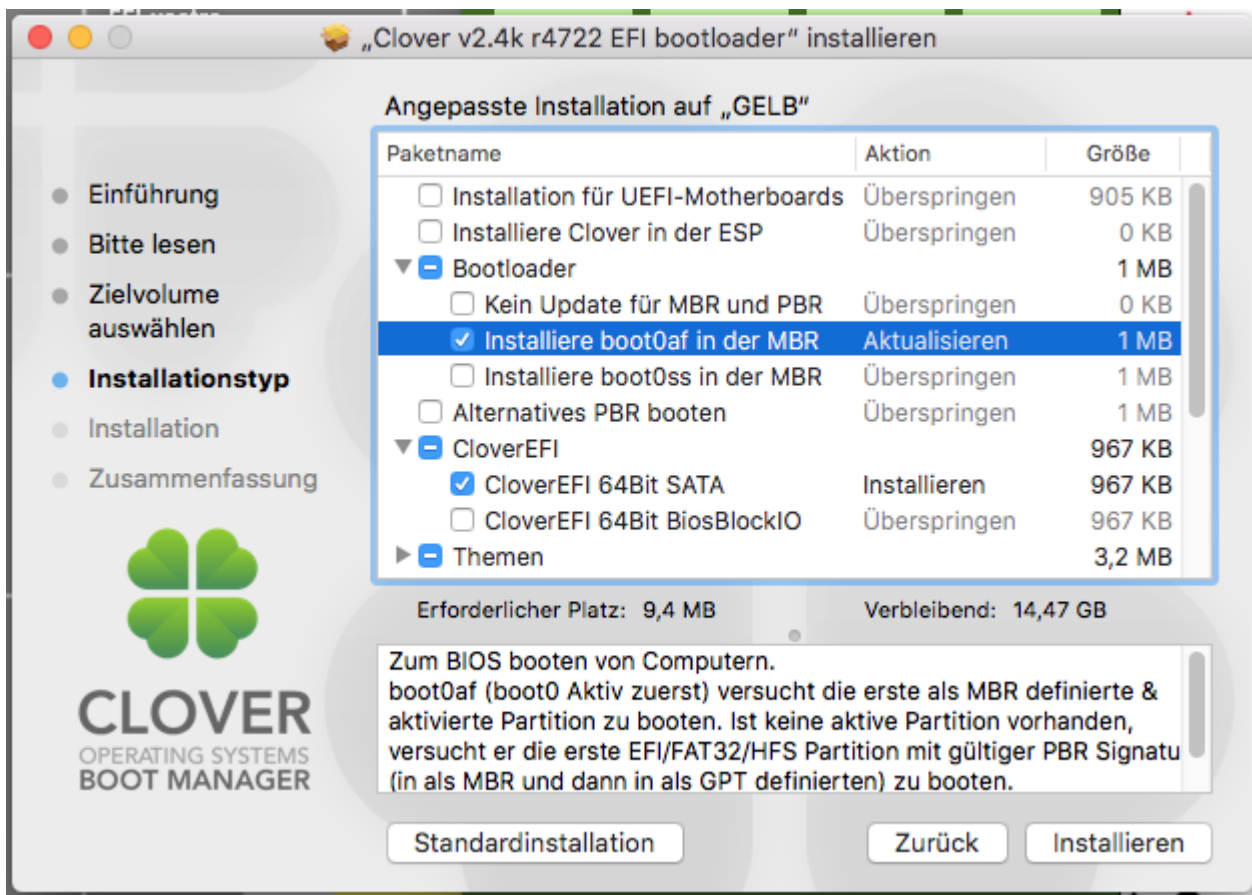 „Clover v2.4k r4722 EFI bootloader“ installieren
Angepasste Installation auf „GELB“
Paketname Aktion Größe
Einführung
Bitte lesen
Zielvolume
auswählen
Installationstyp
Installation
Zusammenfassung
Installation für UEFI-Motherboards Überspringen 905 KB
Installiere Clover in der ESP Überspringen 0 KB
Bootloader 1 MB
Kein Update für MBR und PBR Überspringen 0 KB
Installiere boot0af in der MBR Aktualisieren 1 MB
Installiere boot0ss in der MBR Überspringen 1 MB
Alternatives PBR booten Überspringen 1 MB
CloverEFI 967 KB
CloverEFI 64Bit SATA Installieren 967 KB
CloverEFI 64Bit BiosBlockIO Überspringen 967 KB
Themen 3,2 MB
Erforderlicher Platz: 9,4 MB Verbleibend: 14,47 GB
Zum BIOS booten von Computern.
boot0af (boot0 Aktiv zuerst) versucht die erste als MBR definierte &
aktivierte Partition zu booten. Ist keine aktive Partition vorhanden,
versucht er die erste EFI/FAT32/HFS Partition mit gültiger PBR Signatu
(in als MBR und dann in als GPT definierten) zu booten.
CLOVER
OPERATING SYSTEMS
BOOT MANAGER
Standardinstallation Zurück Installieren